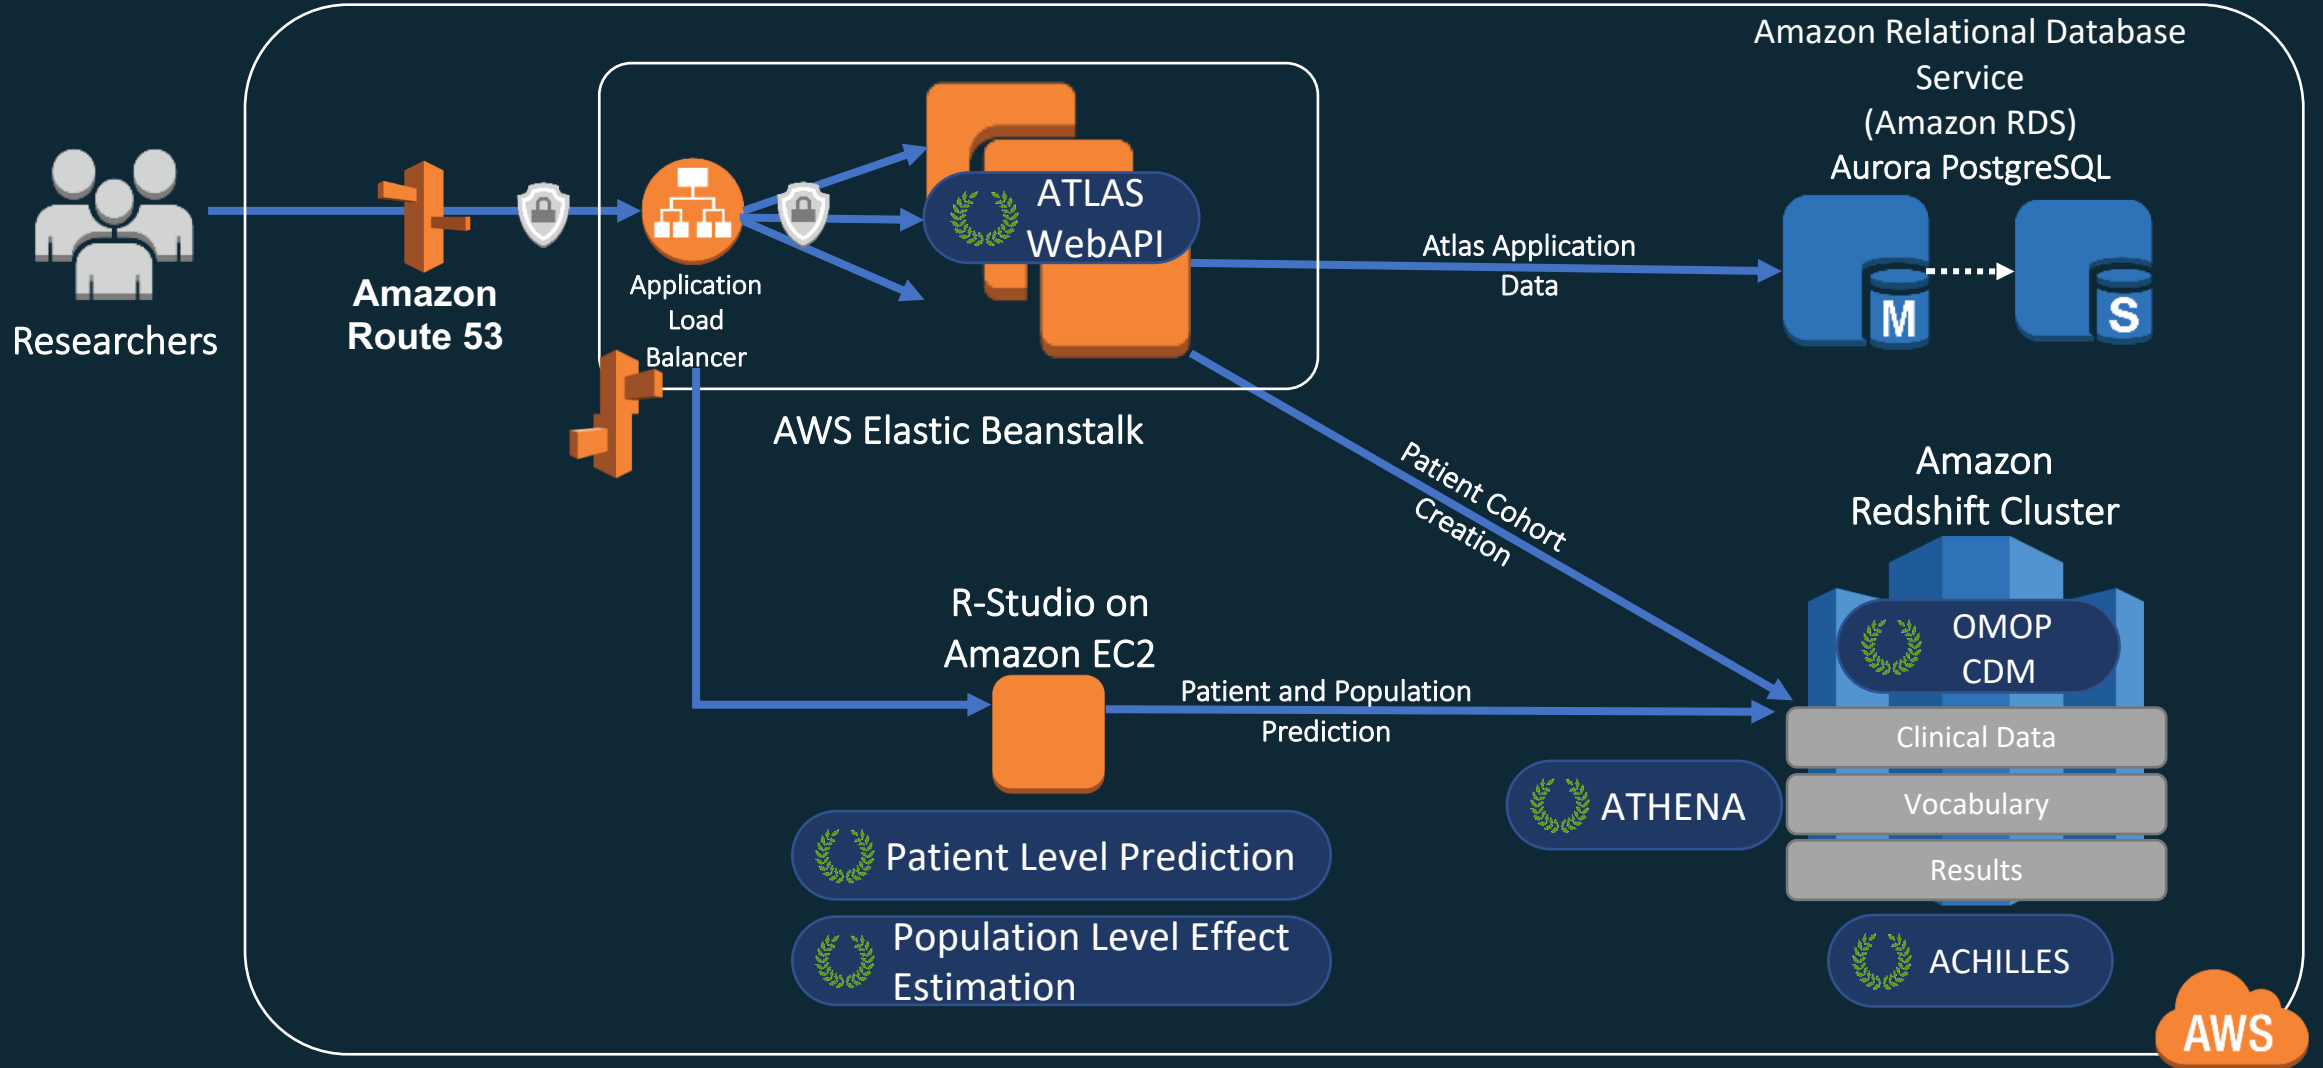 Amazon Relational Database
Service
(Amazon RDS)
Aurora PostgreSQL
M
S
Researchers
Amazon
Route 53
Application
Load
Balancer
ATLAS
WebAPI
AWS Elastic Beanstalk
Atlas Application
Data
Patient Cohort
Creation
Amazon
Redshift Cluster
OMOP
CDM
Clinical Data
Vocabulary
Results
ATHENA
ACHILLES
R-Studio on
Amazon EC2
Patient and Population
Prediction
Patient Level Prediction
Population Level Effect
Estimation
AWS